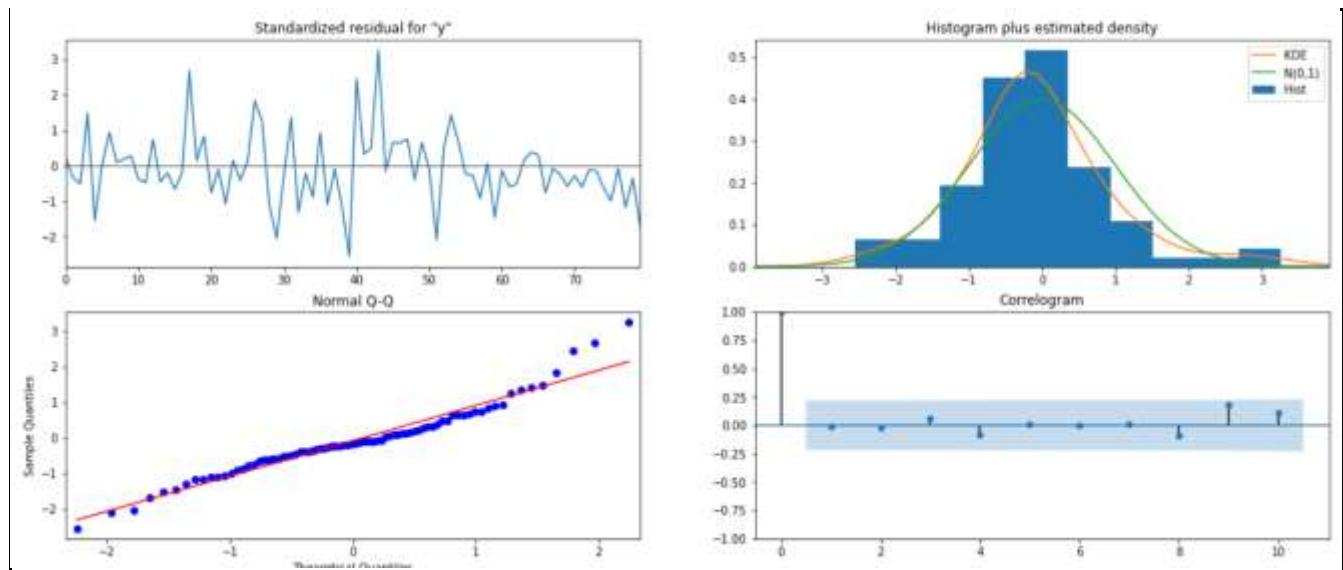 Standardized residual for "y"
3
2
1
0
−1
−2
0 10 20 30 40 50 60 70
Histogram plus estimated density
KDE
N(0,1)
Hist
0.5
0.4
0.3
0.2
0.1
0.0
−3 −2 −1 0 1 2 3
Normal Q-Q
Sample Quantiles
3
2
1
0
−1
−2
−2 −1 0 1 2
Theoretical Quantiles
Correlogram
1.00
0.75
0.50
0.25
0.00
−0.25
−0.50
−0.75
−1.00
0 2 4 6 8 10